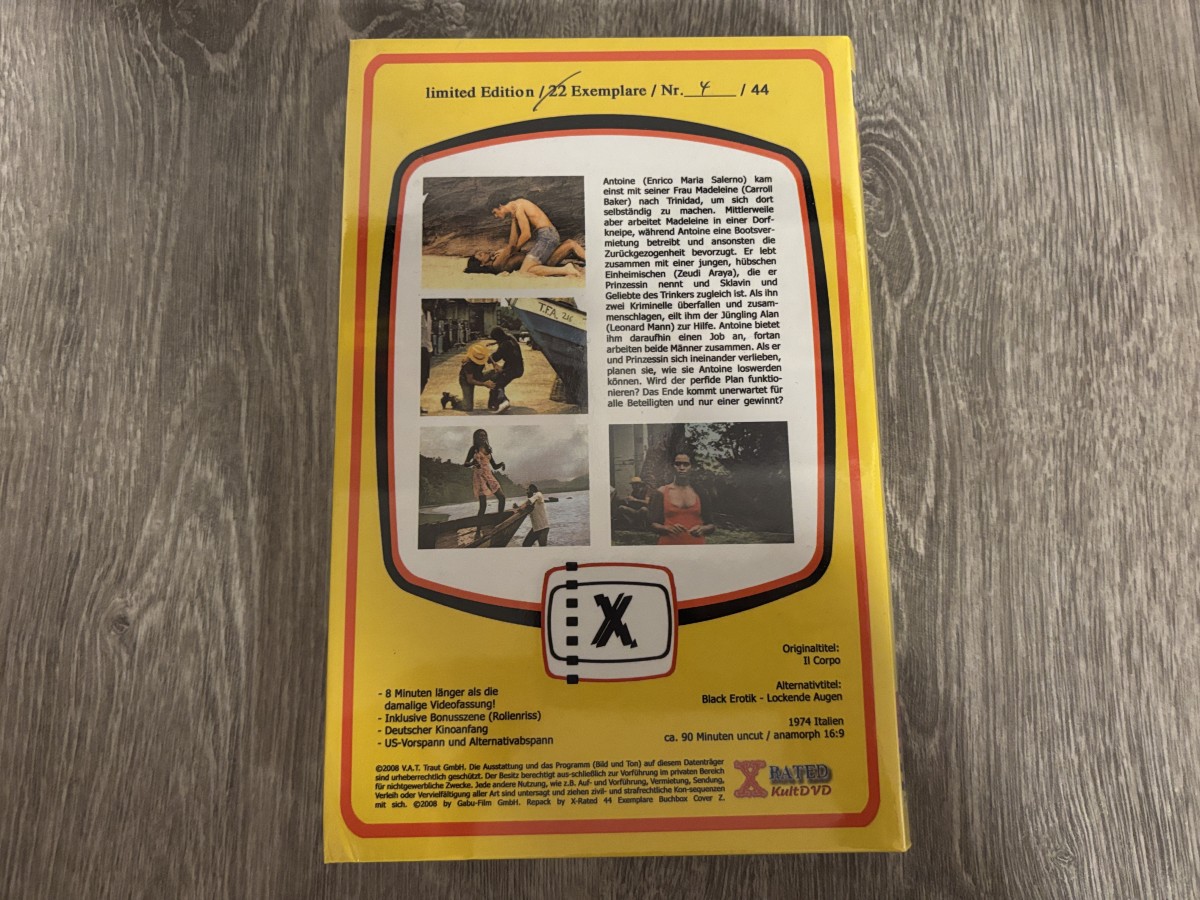 limited Edition / 22 Exemplare / Nr. 4 / 44
Antoine (Enrico Maria Salerno) kam
einst mit seiner Frau Madeleine (Carroll
Baker) nach Trinidad, um sich dort
selbständig zu machen. Mittlerweile
aber arbeitet Madeleine in einer Dorf-
kneipe, während Antoine eine Bootsver-
mietung betreibt und ansonsten die
Zurückgezogenheit bevorzugt. Er lebt
zusammen mit einer jungen, hübschen
Einheimischen (Zeudi Araya), die er
Prinzessin nennt und Sklavin und
Geliebte des Trinkers zugleich ist. Als ihn
zwei Kriminelle überfallen und zusam-
menschlagen, eilt ihm der Jüngling Alan
(Leonard Mann) zur Hilfe. Antoine bietet
ihm daraufhin einen Job an, fortan
arbeiten beide Männer zusammen. Als er
und Prinzessin sich ineinander verlieben,
planen sie, wie sie Antoine loswerden
können. Wird der perfide Plan funktio-
nieren? Das Ende kommt unerwartet für
alle Beteiligten und nur einer gewinnt?
T.F.A. 211
X
Originaltitel:
Il Corpo
Alternativtitel:
Black Erotik - Lockende Augen
1974 Italien
ca. 90 Minuten uncut / anamorph 16:9
- 8 Minuten länger als die
damalige Videofassung!
- Inklusive Bonusszene (Rollenriss)
- Deutscher Kinoanfang
- US-Vorspann und Alternativabspann
©2008 V.A.T. Traut GmbH. Die Ausstattung und das Programm (Bild und Ton) auf diesem Datenträger
sind urheberrechtlich geschützt. Der Besitz berechtigt aus-schließlich zur Vorführung im privaten Bereich
für nichtgewerbliche Zwecke. Jede andere Nutzung, wie z.B. Auf- und Vorführung, Vermietung, Sendung,
Verleih oder Vervielfältigung aller Art sind untersagt und ziehen zivil- und strafrechtliche Kon-sequenzen
mit sich. ©2008 by Gabu-Film GmbH. Repack by X-Rated 44 Exemplare Buchbox Cover Z.
X RATED
KultDVD